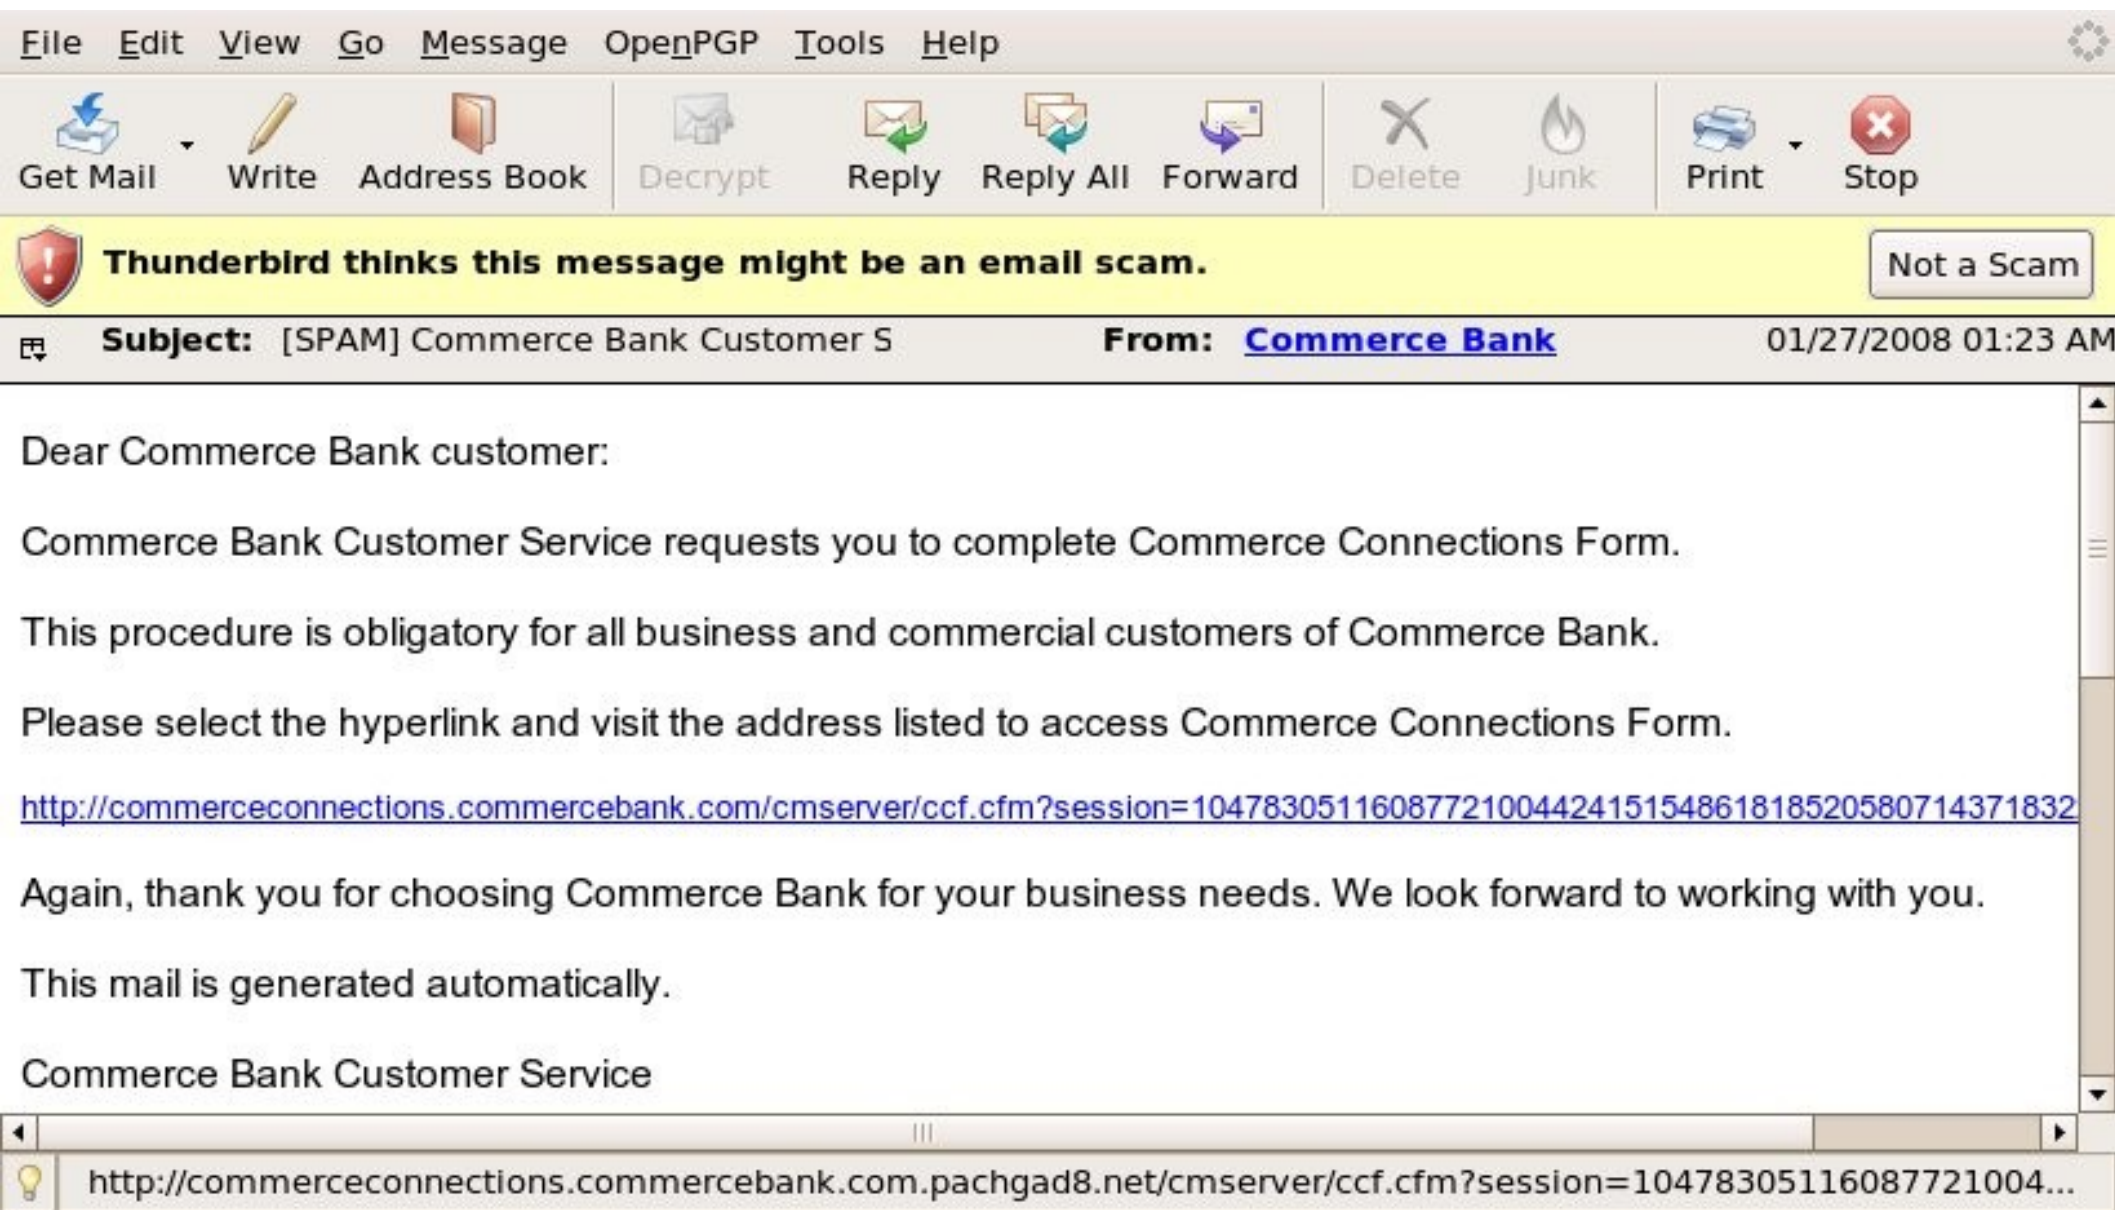 File Edit View Go Message OpenPGP Tools Help
Get Mail Write Address Book Decrypt Reply Reply All Forward Delete Junk Print Stop
Thunderbird thinks this message might be an email scam. Not a Scam
Subject: [SPAM] Commerce Bank Customer S From: Commerce Bank 01/27/2008 01:23 AM
Dear Commerce Bank customer:
Commerce Bank Customer Service requests you to complete Commerce Connections Form.
This procedure is obligatory for all business and commercial customers of Commerce Bank.
Please select the hyperlink and visit the address listed to access Commerce Connections Form.
http://commerceconnections.commercebank.com/cmserver/ccf.cfm?session=1047830511608772100442415154861818520580714371832
Again, thank you for choosing Commerce Bank for your business needs. We look forward to working with you.
This mail is generated automatically.
Commerce Bank Customer Service
http://commerceconnections.commercebank.com.pachgad8.net/cmserver/ccf.cfm?session=10478305116087721004...